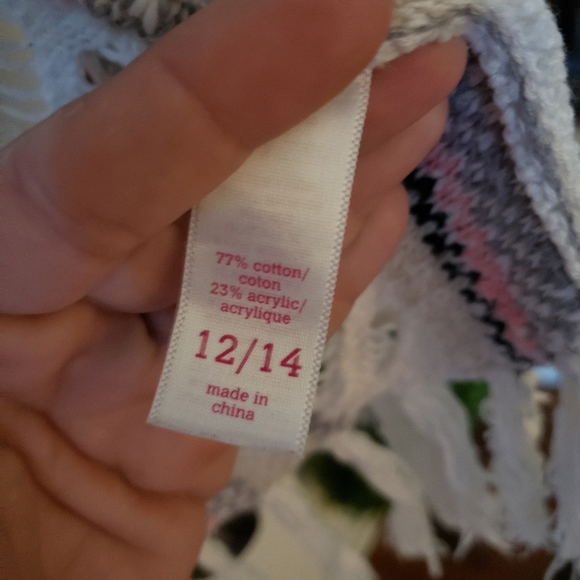 77% cotton/
coton
23% acrylic/
acrylique
12/14
made in
china